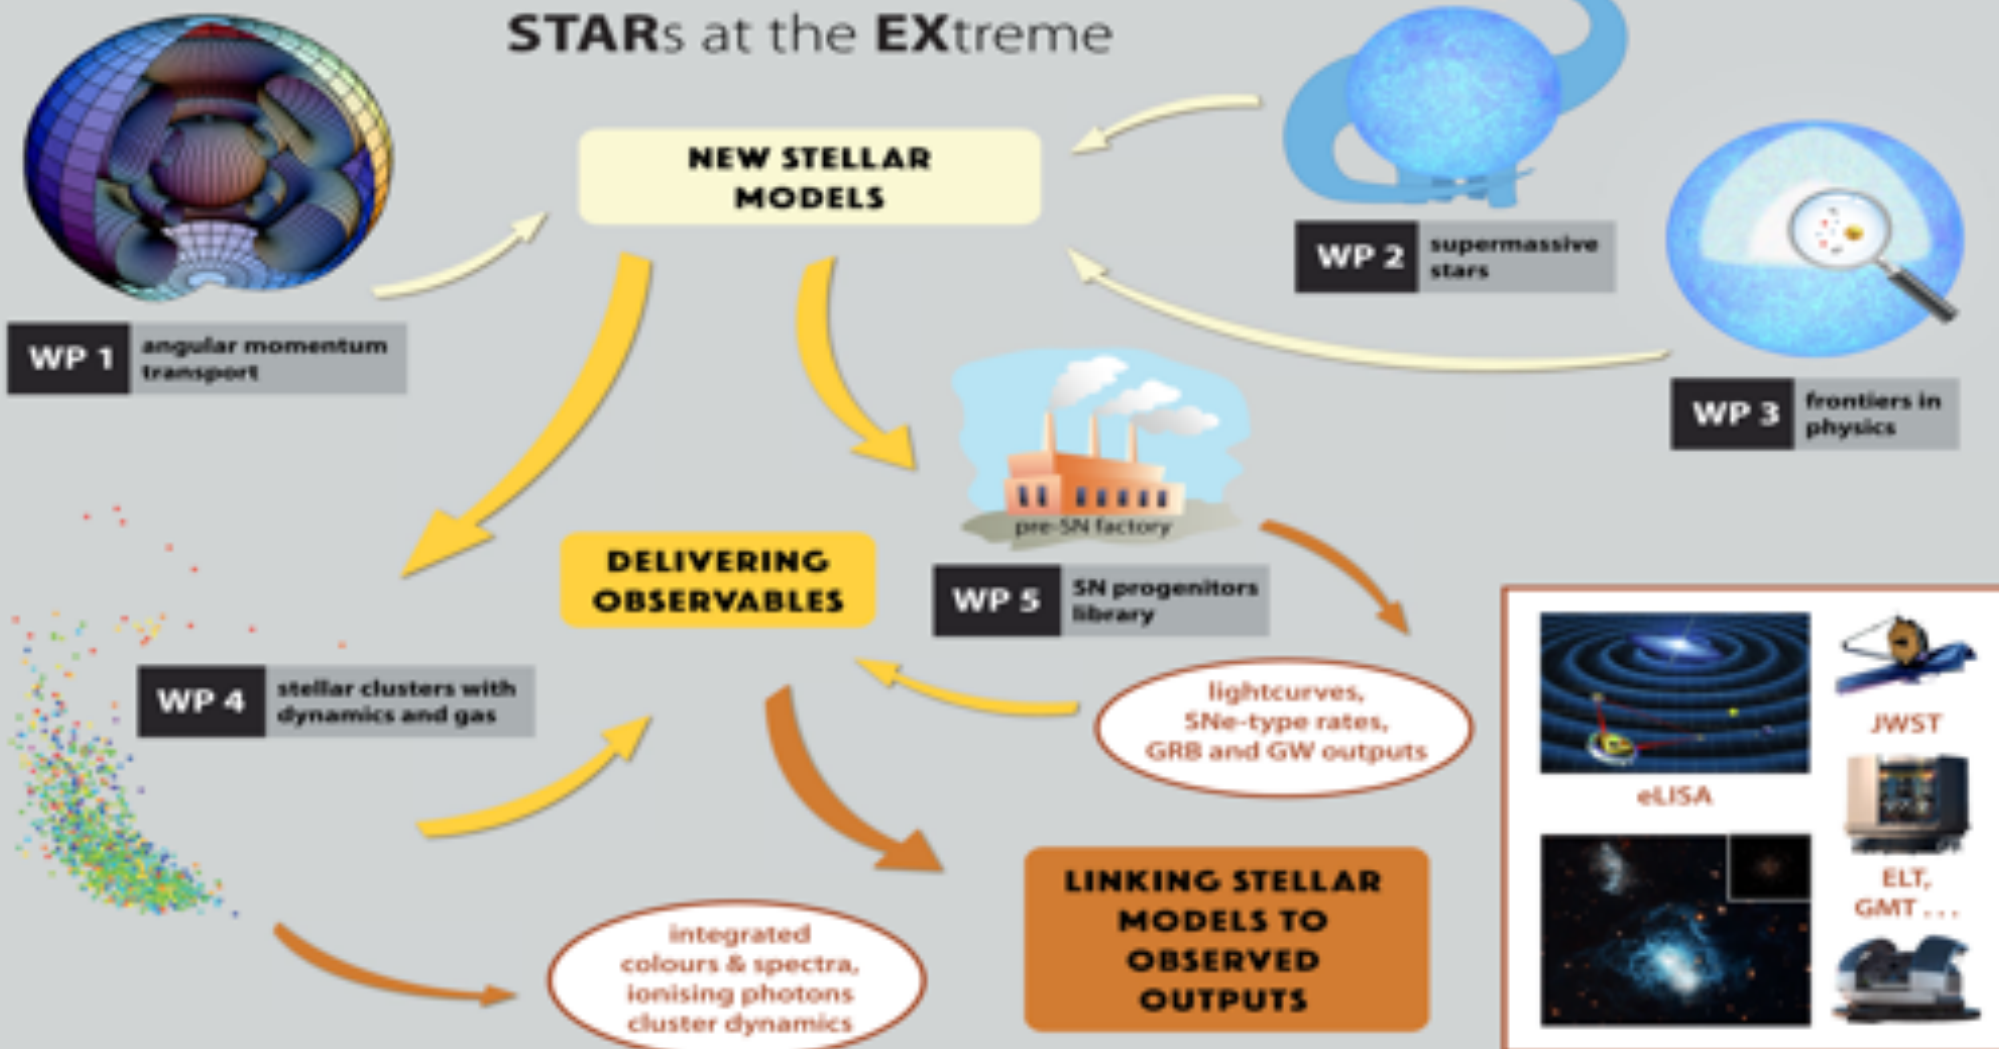 STARs at the EXtreme
NEW STELLAR
MODELS
WP 1
angular momentum
transport
WP 2
supermassive
stars
WP 3
frontiers in
physics
pre-SN factory
WP 5
SN progenitors
library
DELIVERING
OBSERVABLES
WP 4
stellar clusters with
dynamics and gas
lightcurves,
SNe-type rates,
GRB and GW outputs
integrated
colours & spectra,
ionising photons
cluster dynamics
LINKING STELLAR
MODELS TO
OBSERVED
OUTPUTS
eLISA
JWST
ELT,
GMT ...